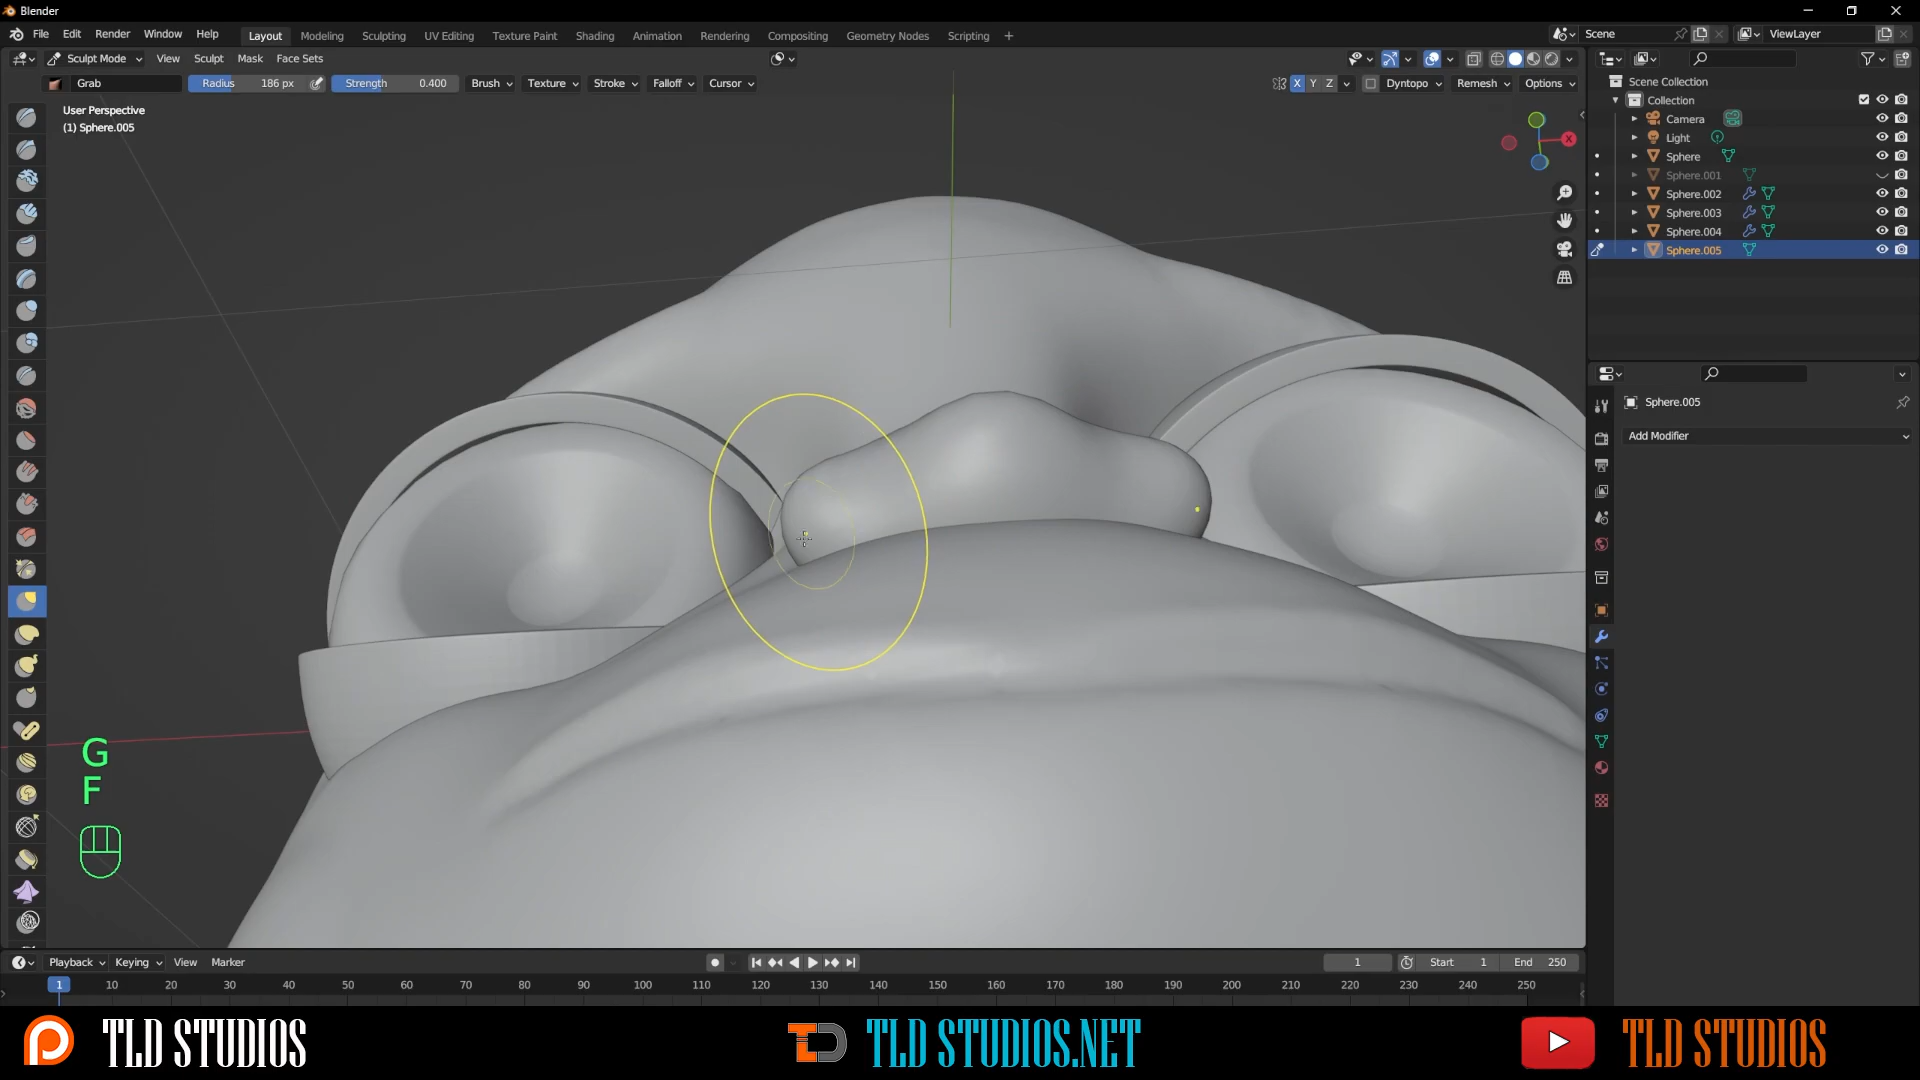 Blender
File Edit Render Window Help Layout Modeling Sculpting UV Editing Texture Paint Shading Animation Rendering Compositing Geometry Nodes Scripting + Scene ViewLayer
Sculpt Mode View Sculpt Mask Face Sets
Grab Radius 186 px Strength 0.400 Brush Texture Stroke Falloff Cursor X Y Z Dyntopo Remesh Options
User Perspective
(1) Sphere.005
X
Scene Collection
Collection
Camera
Light
Sphere
Sphere.001
Sphere.002
Sphere.003
Sphere.004
Sphere.005
Sphere.005
Add Modifier
G
F
Playback Keying View Marker 1 Start 1 End 250
1 10 20 30 40 50 60 70 80 90 100 110 120 130 140 150 160 170 180 190 200 210 220 230 240 250
TLD STUDIOS TD TLD STUDIOS.NET TLD STUDIOS